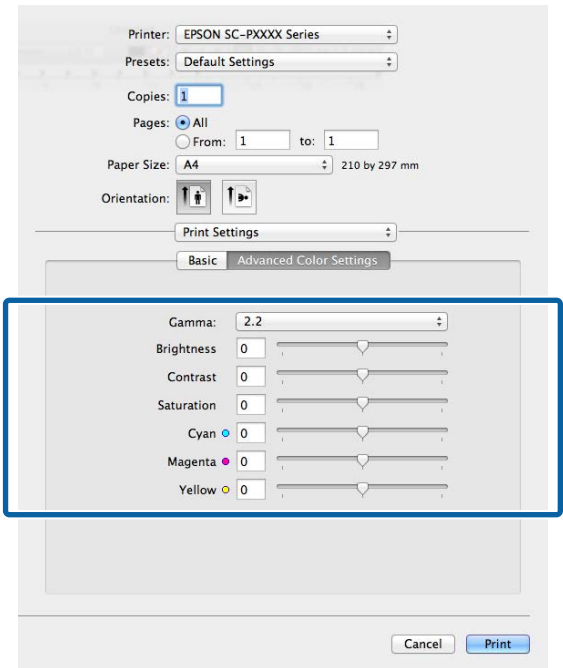 Printer: EPSON SC-PXXXX Series
Presets: Default Settings
Copies: 1
Pages: All
From: 1 to: 1
Paper Size: A4 210 by 297 mm
Orientation:
Print Settings
Basic Advanced Color Settings
Gamma: 2.2
Brightness 0
Contrast 0
Saturation 0
Cyan 0
Magenta 0
Yellow 0
Cancel Print